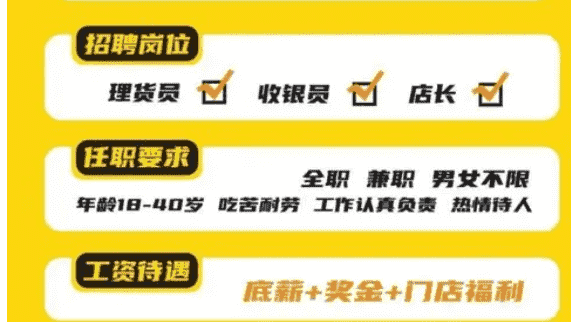 招聘岗位
理货员 收银员 店长
任职要求
全职 兼职 男女不限
年龄18-40岁 吃苦耐劳 工作认真负责 热情待人
工资待遇
底薪+奖金+门店福利